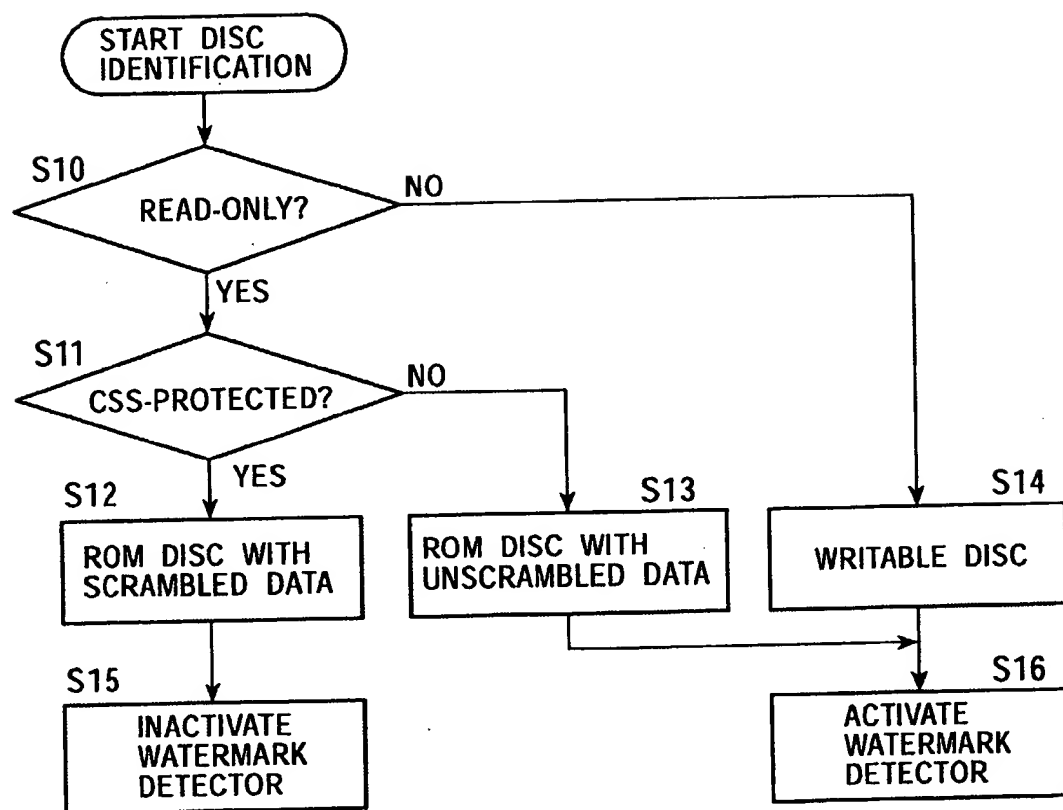 START DISC
IDENTIFICATION
S10
READ-ONLY?
NO
YES
S11
CSS-PROTECTED?
NO
YES
S12
ROM DISC WITH
SCRAMBLED DATA
S13
ROM DISC WITH
UNSCRAMBLED DATA
S14
WRITABLE DISC
S15
INACTIVATE
WATERMARK
DETECTOR
S16
ACTIVATE
WATERMARK
DETECTOR